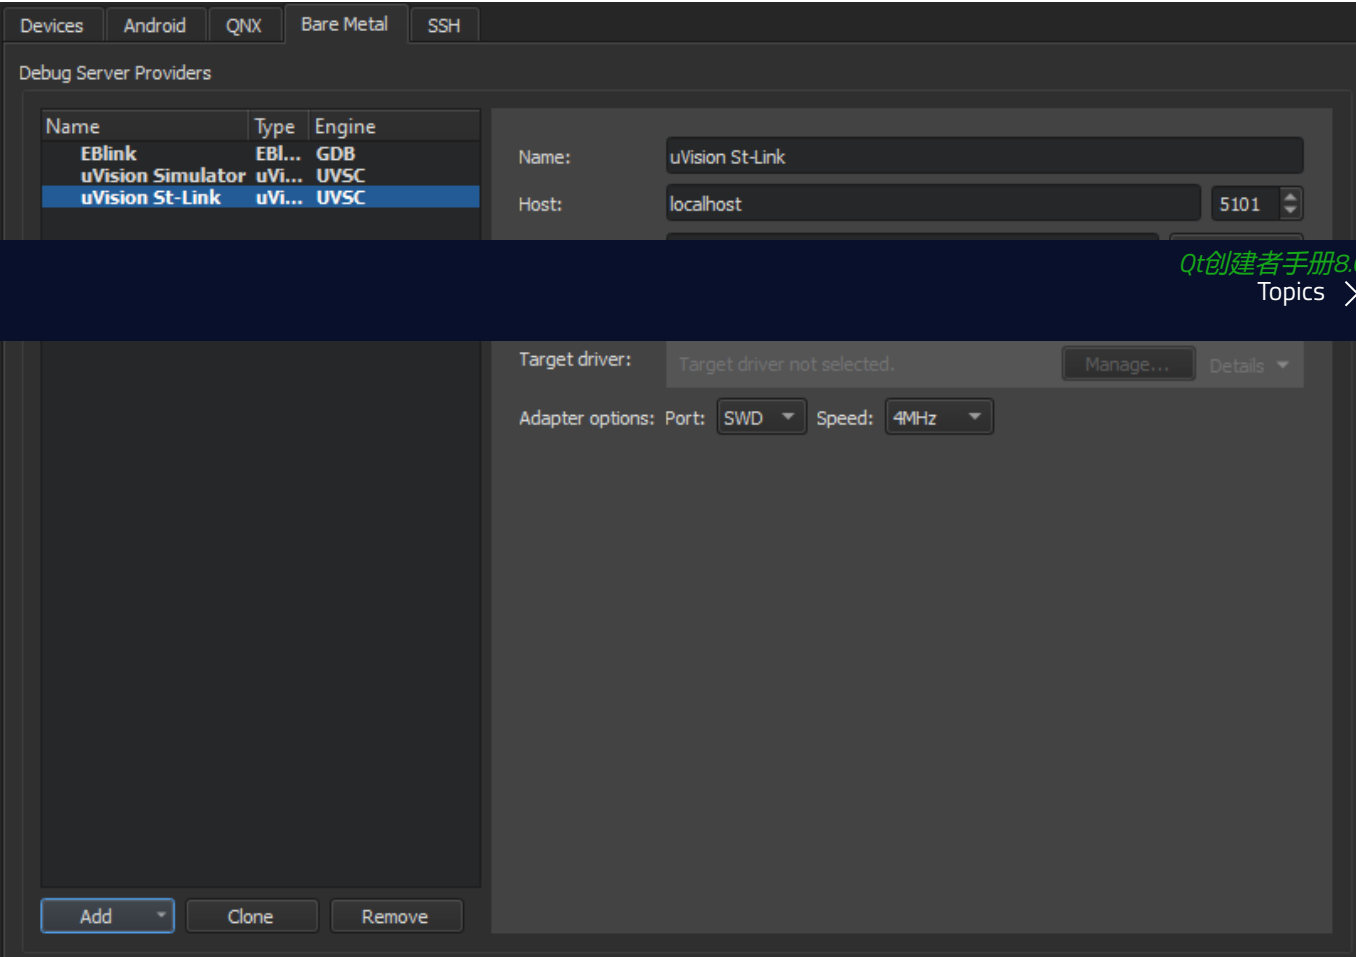 Devices Android QNX Bare Metal SSH
Debug Server Providers
Name Type Engine
EBlink EBl... GDB
uVision Simulator uVi... UVSC
uVision St-Link uVi... UVSC
Name: uVision St-Link
Host: localhost 5101
Qt创建者手册8.
Topics
Target driver: Target driver not selected. Manage... Details
Adapter options: Port: SWD Speed: 4MHz
Add Clone Remove